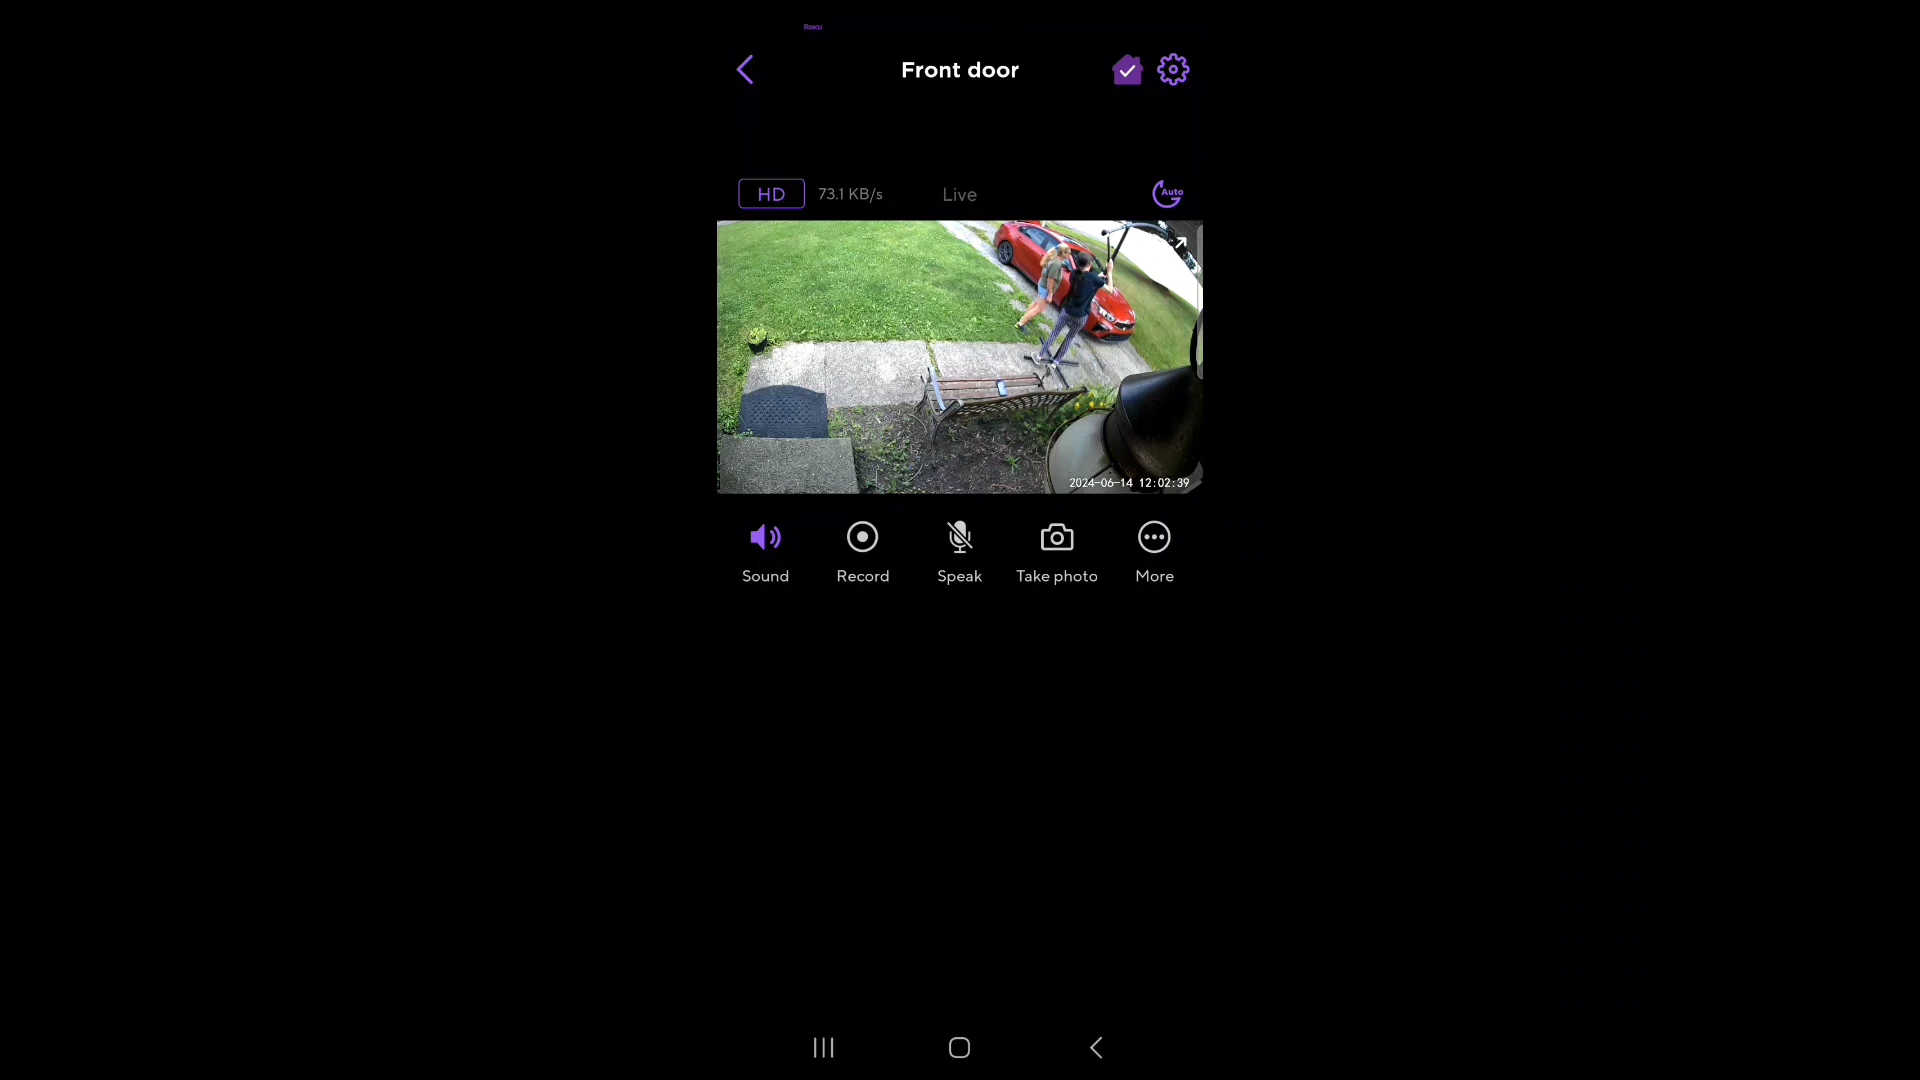 Roku
Front door
HD 73.1 KB/s Live Auto
2024-06-14 12:02:39
Sound Record Speak Take photo More